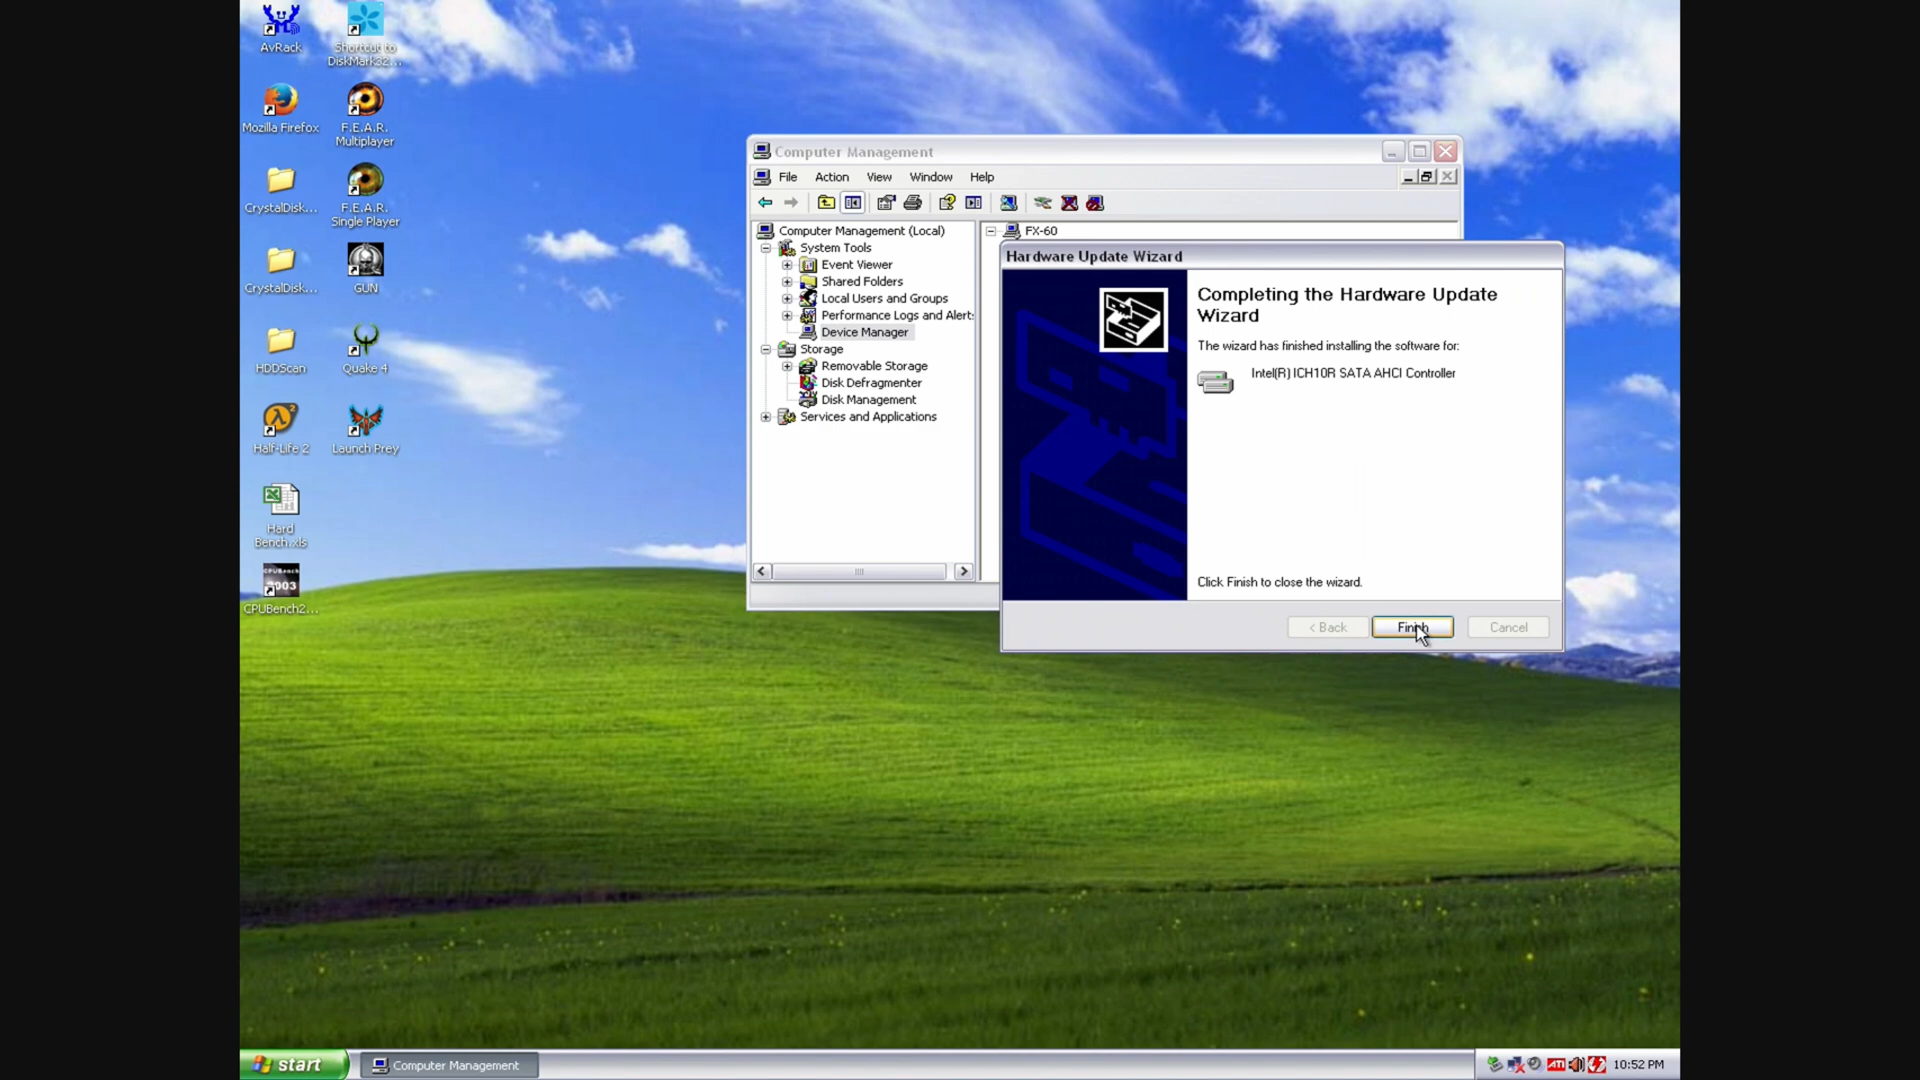 AvRack
Shortcut to
DiskMark32...
Mozilla Firefox
F.E.A.R.
Multiplayer
CrystalDisk...
F.E.A.R.
Single Player
CrystalDisk...
GUN
HDDScan
Quake 4
Half-Life 2
Launch Prey
Hard
Bench.xls
CPUBench
2003
CPUBench2...
Computer Management
File Action View Window Help
Computer Management (Local)
System Tools
Event Viewer
Shared Folders
Local Users and Groups
Performance Logs and Alerts
Device Manager
Storage
Removable Storage
Disk Defragmenter
Disk Management
Services and Applications
FX-60
Hardware Update Wizard
Completing the Hardware Update
Wizard
The wizard has finished installing the software for:
Intel(R) ICH10R SATA AHCI Controller
Click Finish to close the wizard.
< Back Finish Cancel
start
Computer Management
ATI
10:52 PM